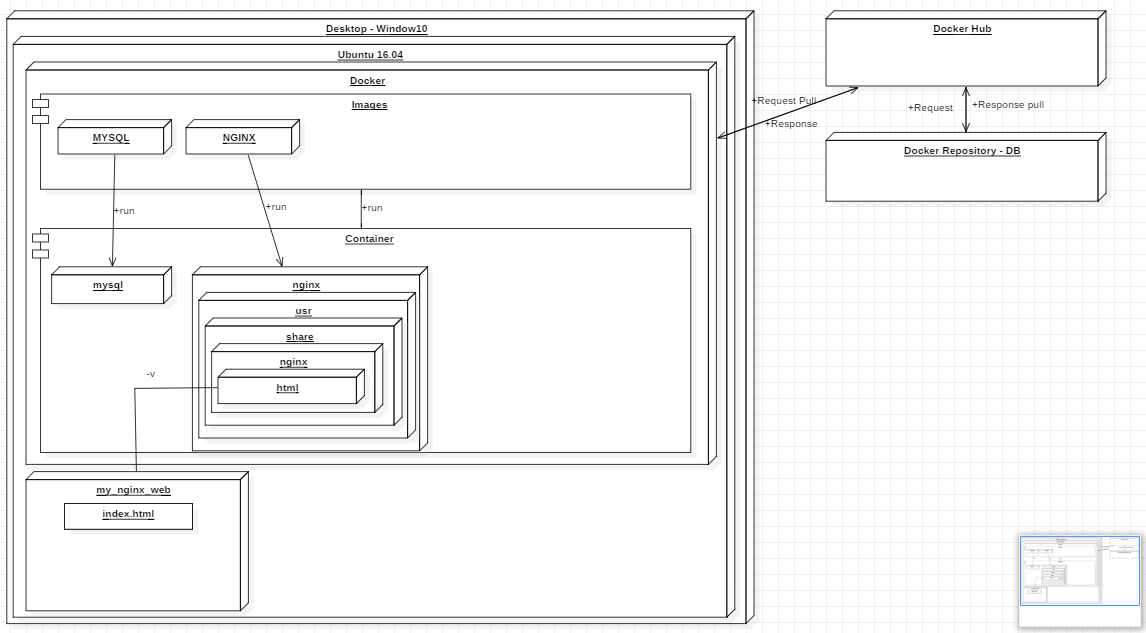 Desktop - Window10
Ubuntu 16.04
Docker
Images
MYSQL
NGINX
+run
+run
+run
Container
mysql
nginx
usr
share
nginx
html
-v
my_nginx_web
index.html
Docker Hub
+Request Pull
+Response
+Request
+Response pull
Docker Repository - DB